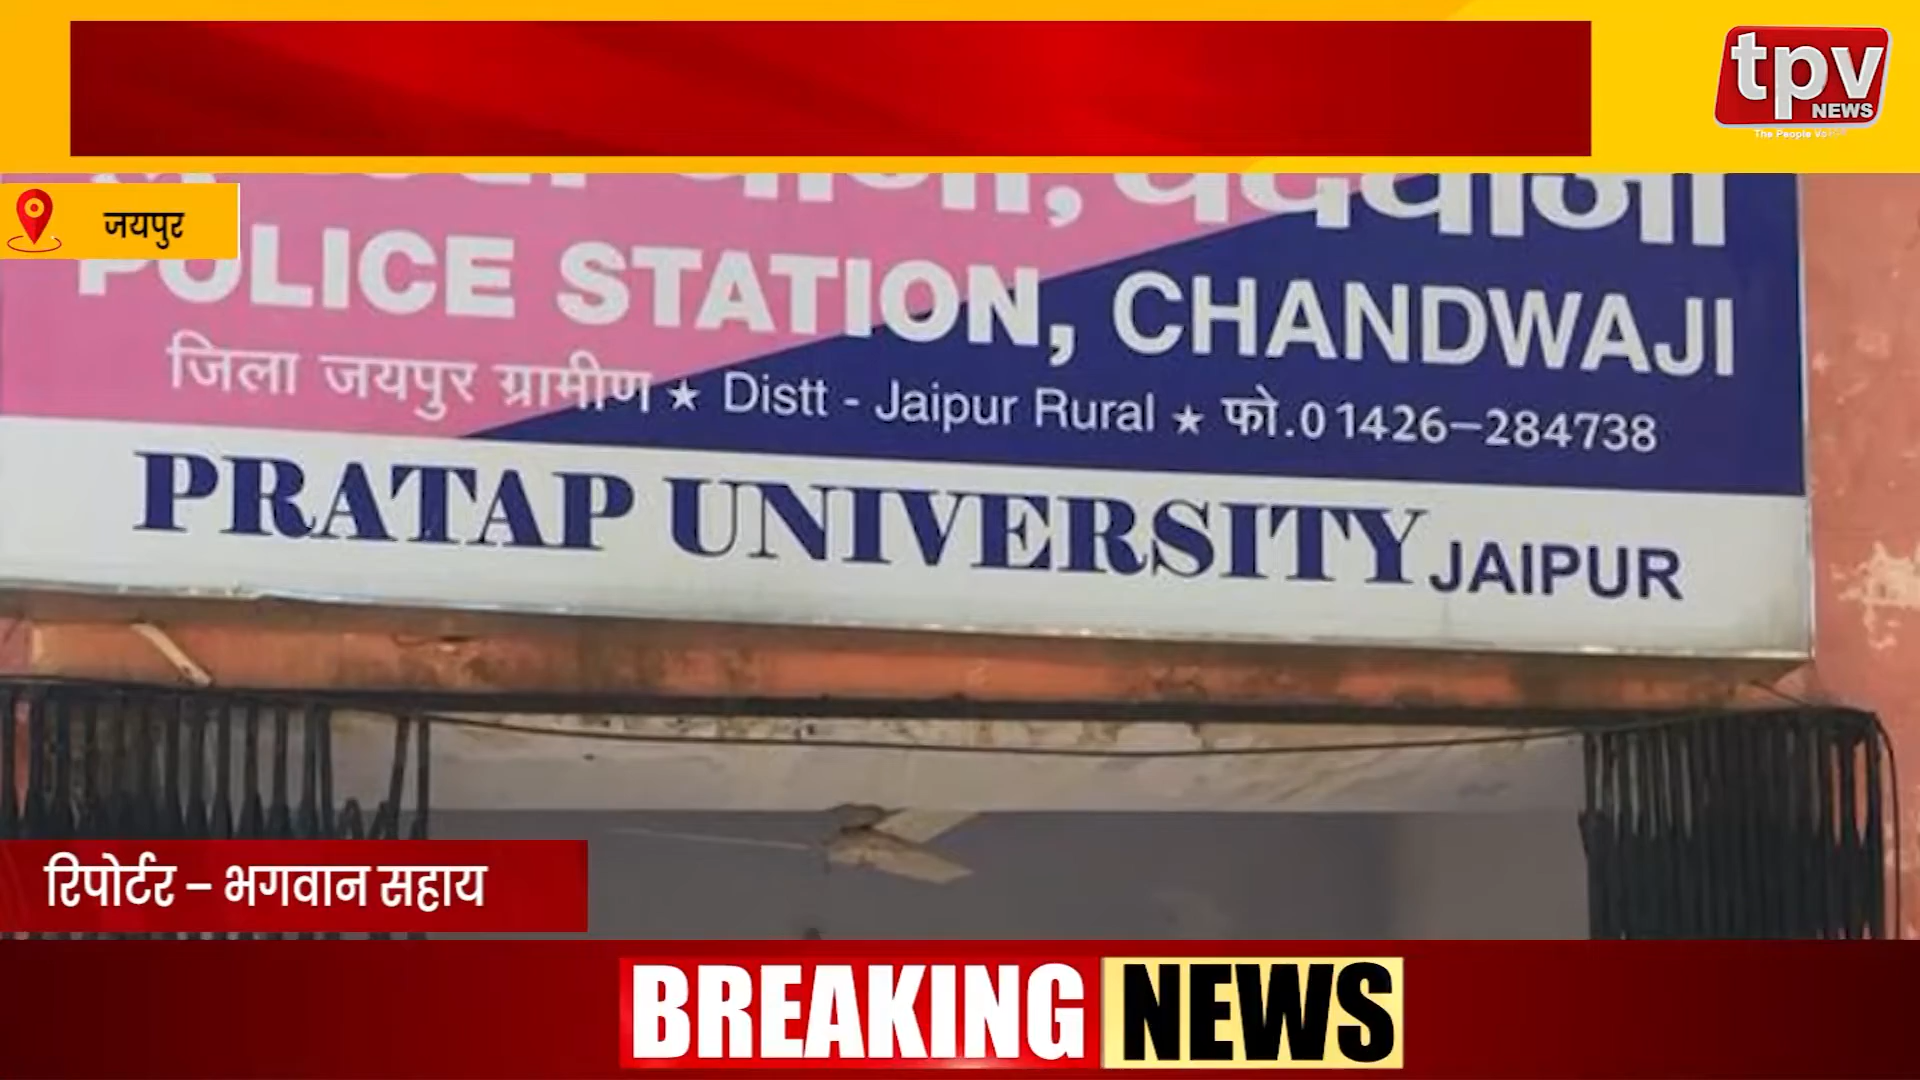 tpv
NEWS
जयपुर
POLICE STATION, CHANDWAJI
जिला जयपुर ग्रामीण ★ Distt - Jaipur Rural ★ फो.01426-284738
PRATAP UNIVERSITY JAIPUR
रिपोर्टर – भगवान सहाय
BREAKING NEWS